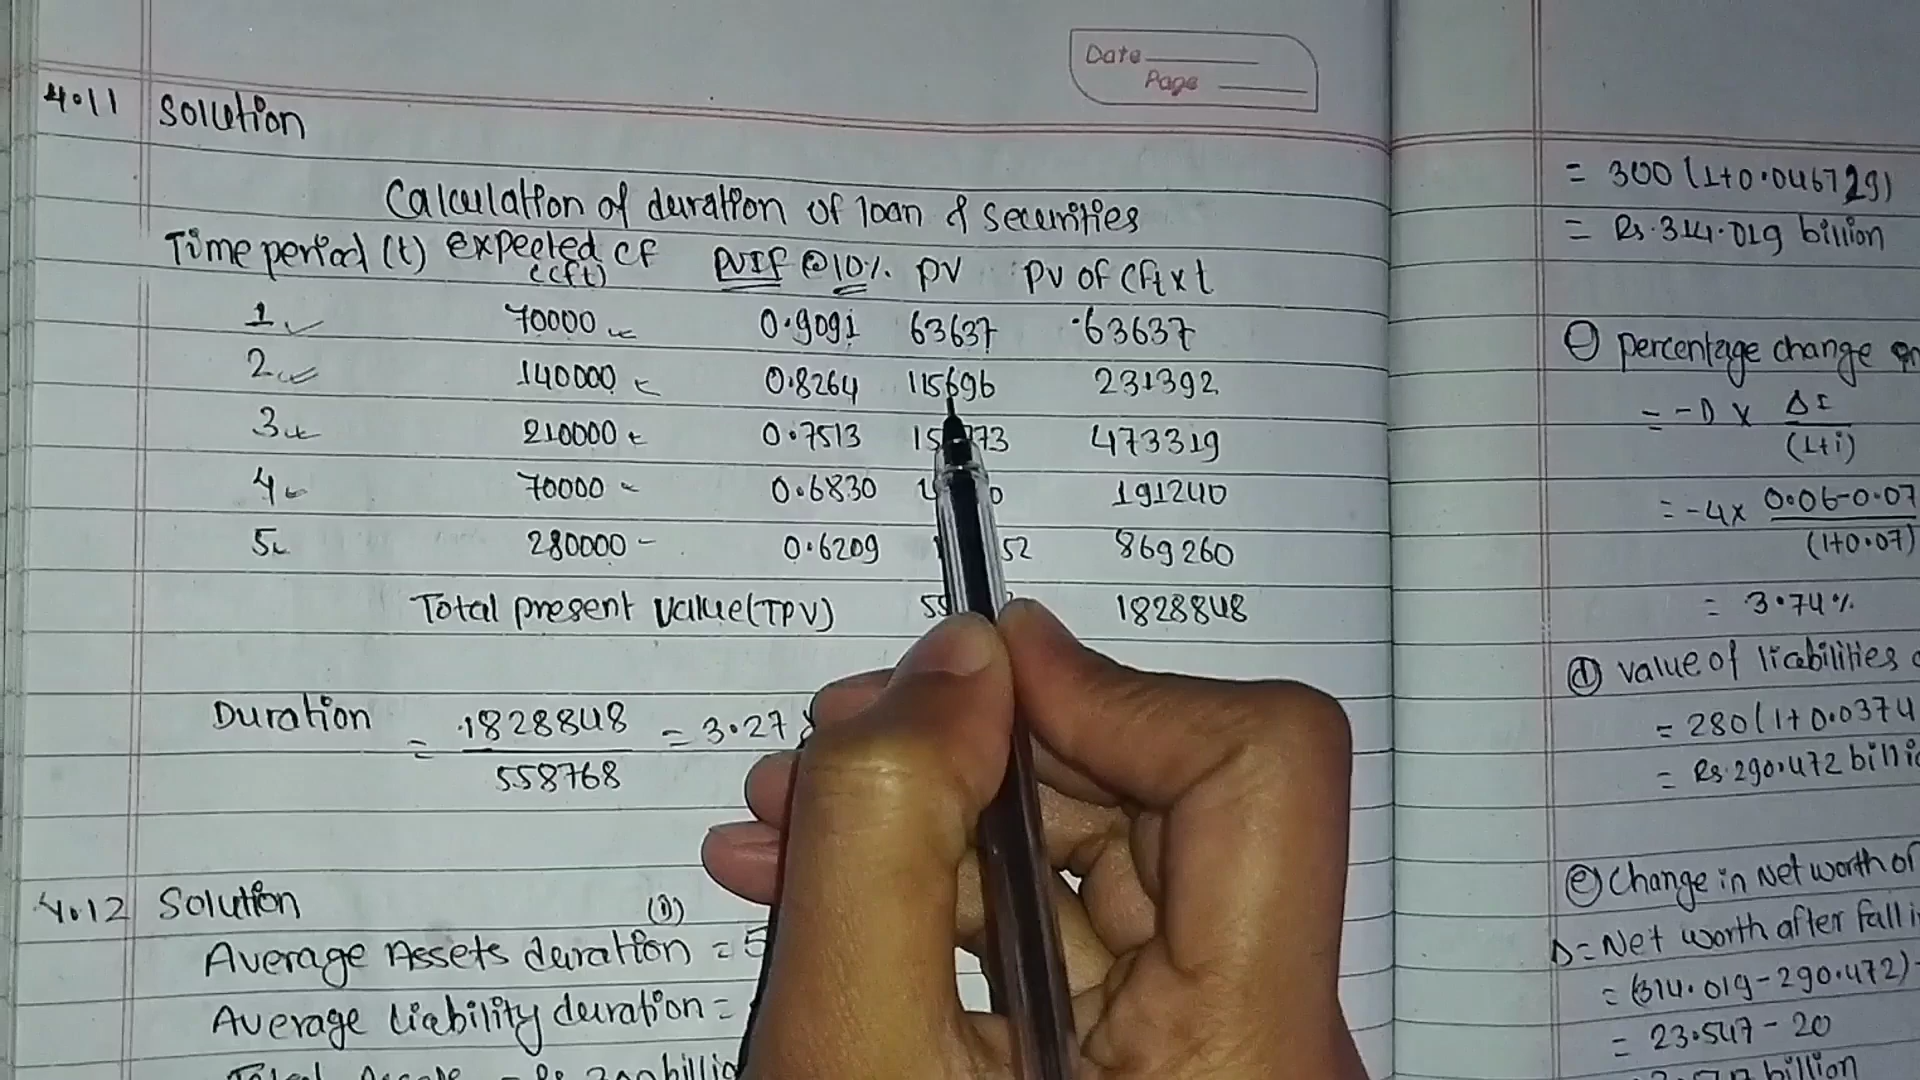 Date
Page
4.11 Solution
Calculation of duration of loan & Securities
Time period (t) expected CF (cft) PVIF @ 10% PV PV of Cft x t
1 70000 0.9091 63637 63637
2 140000 0.8264 115696 231392
3 210000 0.7513 473319
4 70000 0.6830 191240
5 280000 0.6209 869260
Total present Value (TPV) 1828848
Duration = 1828848 / 558768 = 3.27
4.12 Solution (1)
Average Assets duration = 5
Average Liability duration =
= 300 (1+0.046729)
= Rs. 314.019 billion
percentage change
= -D x ΔI / (1+i)
= -4x 0.06-0.07 / (1+0.07)
= 3.74%
(d) value of liabilities
= 280(1+0.0374
= Rs.290.472
(e) Change in Net worth of
Net worth after fall
= (314.019-290.472)-
= 23.547 - 20
billion